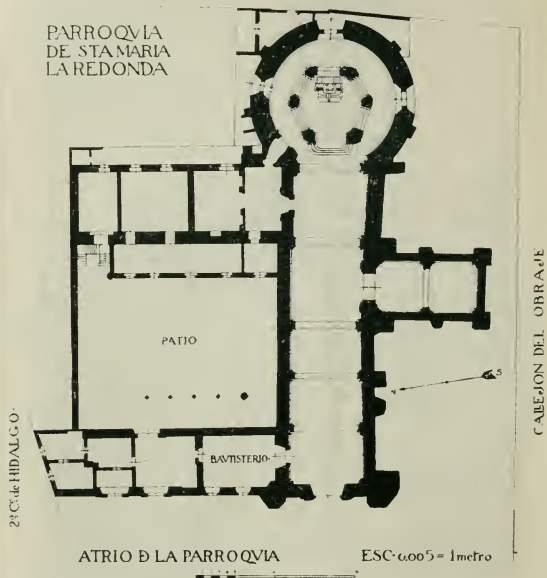 PARROQVIA
DE STA MARIA
LA REDONDA
PATIO
BAVTISTERIO
2ª Cª de HIDALGO.
CALLEJON DEL OBRAJE
N
S
ATRIO Đ LA PARROQVIA
ESC. 0,005 = 1 metro